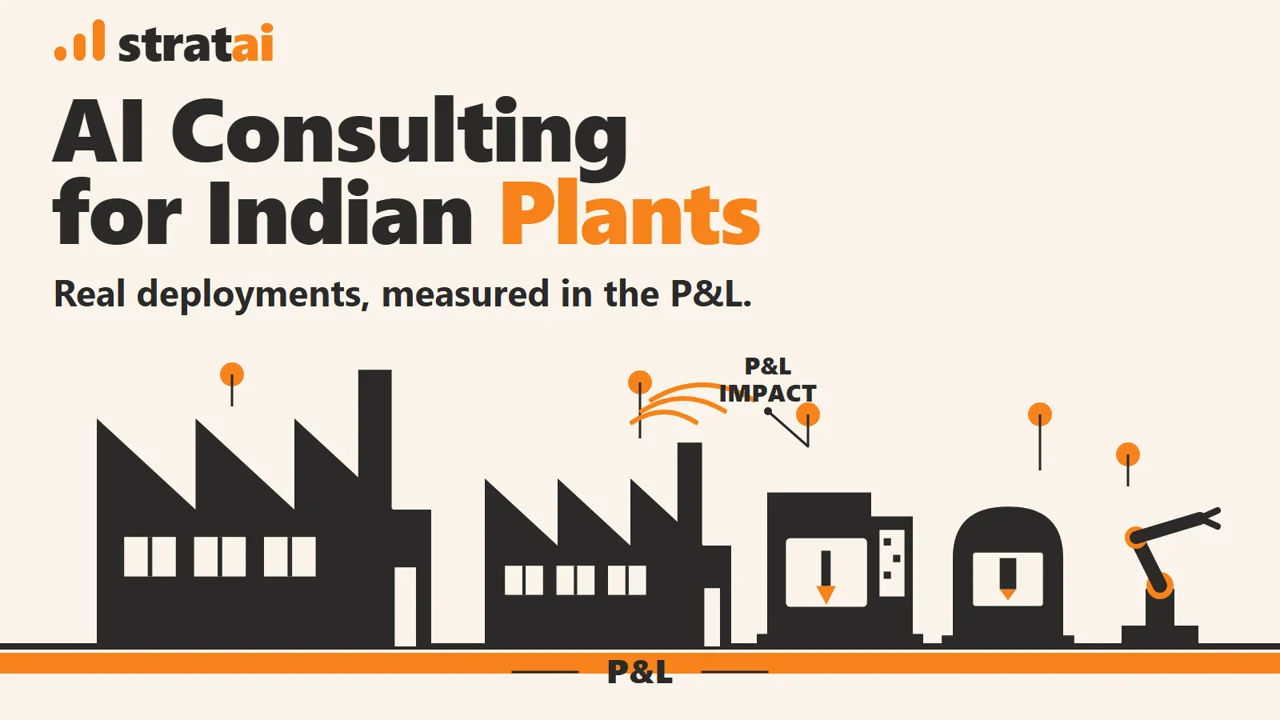 stratai
AI Consulting
for Indian Plants
Real deployments, measured in the P&L.
P&L
IMPACT
P&L